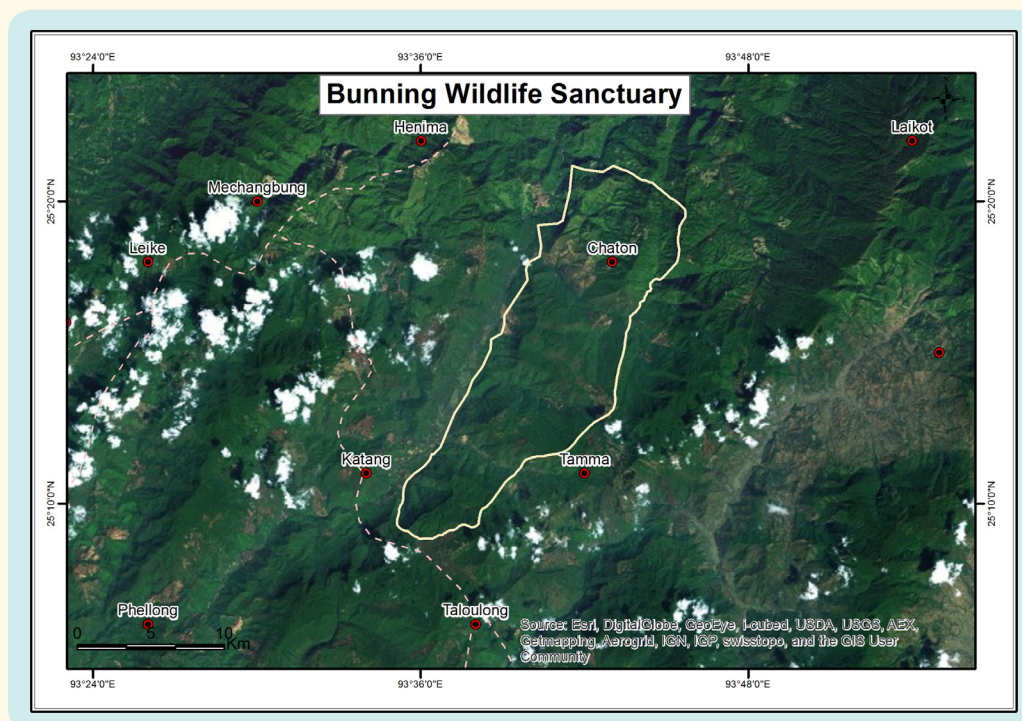 93°24'0"E
93°36'0"E
93°48'0"E
Bunning Wildlife Sanctuary
Henima
Laikot
Mechangbung
25°20'0"N
25°20'0"N
Leike
Chaton
Katang
Tamma
25°10'0"N
25°10'0"N
Phellong
Taloulong
0 5 10
Km
Source: Esri, DigitalGlobe, GeoEye, i-cubed, USDA, USGS, AEX,
Getmapping, Aerogrid, IGN, IGP, swisstopo, and the GIS User
Community
93°24'0"E
93°36'0"E
93°48'0"E